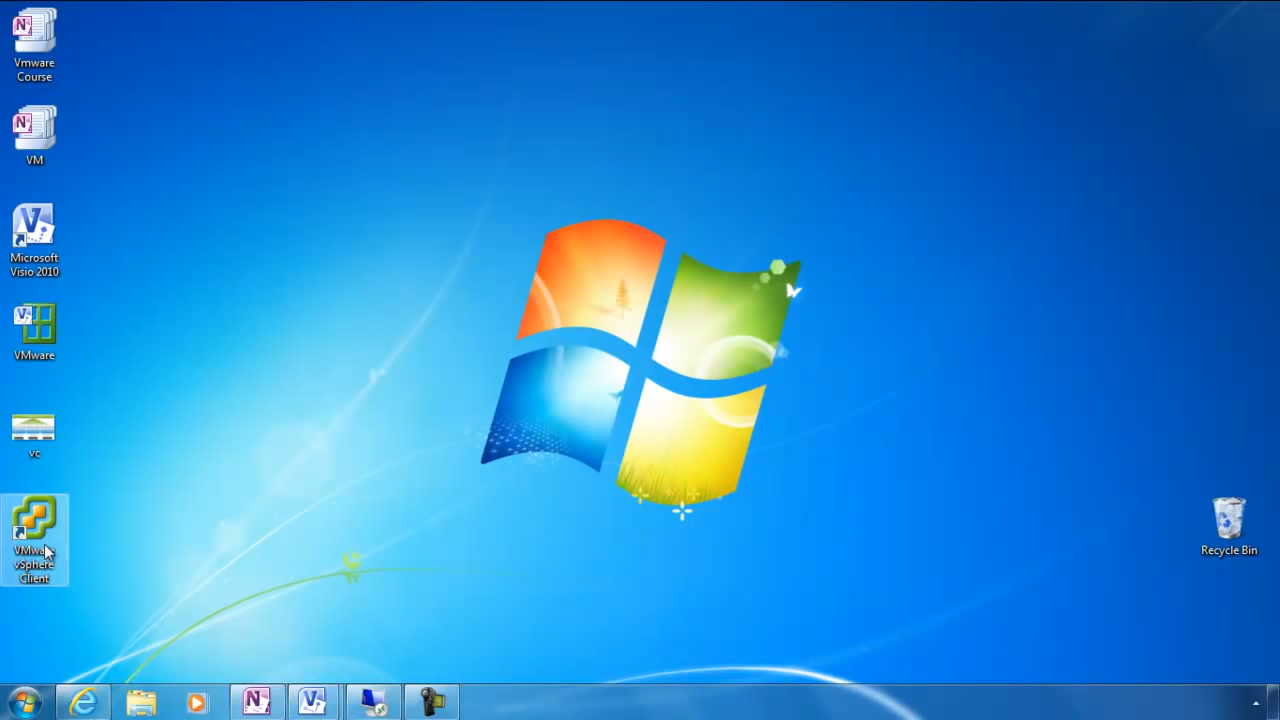 Vmware
Course
VM
Microsoft
Visio 2010
VMware
vc
VMware
vSphere
Client
Recycle Bin